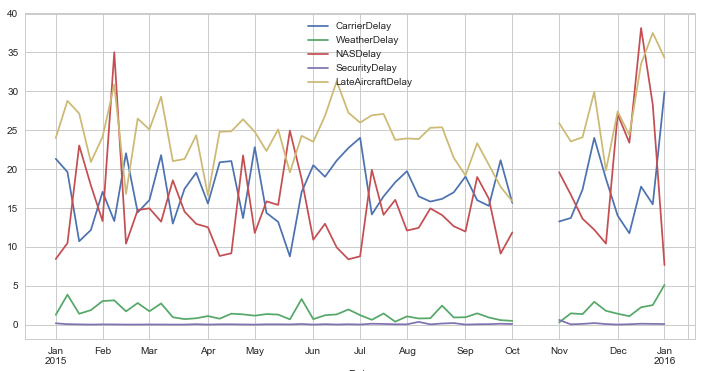 40
35
30
25
20
15
10
5
0
CarrierDelay
WeatherDelay
NASDelay
SecurityDelay
LateAircraftDelay
Jan Feb Mar Apr May Jun Jul Aug Sep Oct Nov Dec Jan
2015 2016